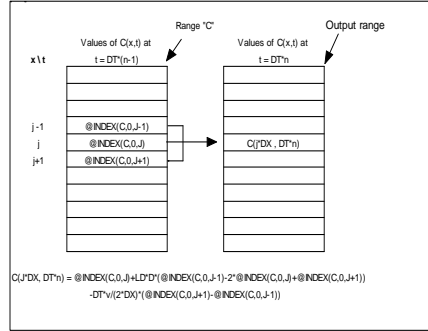 Range "C"
Output range
Values of C(x,t) at
Values of C(x,t) at
x \ t
t = DT*(n-1)
t = DT*n
j -1
@INDEX(C,0,J-1)
j
@INDEX(C,0,J)
C(j*DX , DT*n)
j+1
@INDEX(C,0,J+1)
C(J*DX, DT*n) = @INDEX(C,0,J)+LD*D*(@INDEX(C,0,J-1)-2*@INDEX(C,0,J)+@INDEX(C,0,J+1))
-DT*v/(2*DX)*(@INDEX(C,0,J+1)-@INDEX(C,0,J-1))